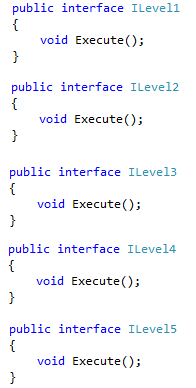 public interface ILevel1
{
    void Execute();
}
public interface ILevel2
{
    void Execute();
}
public interface ILevel3
{
    void Execute();
}
public interface ILevel4
{
    void Execute();
}
public interface ILevel5
{
    void Execute();
}